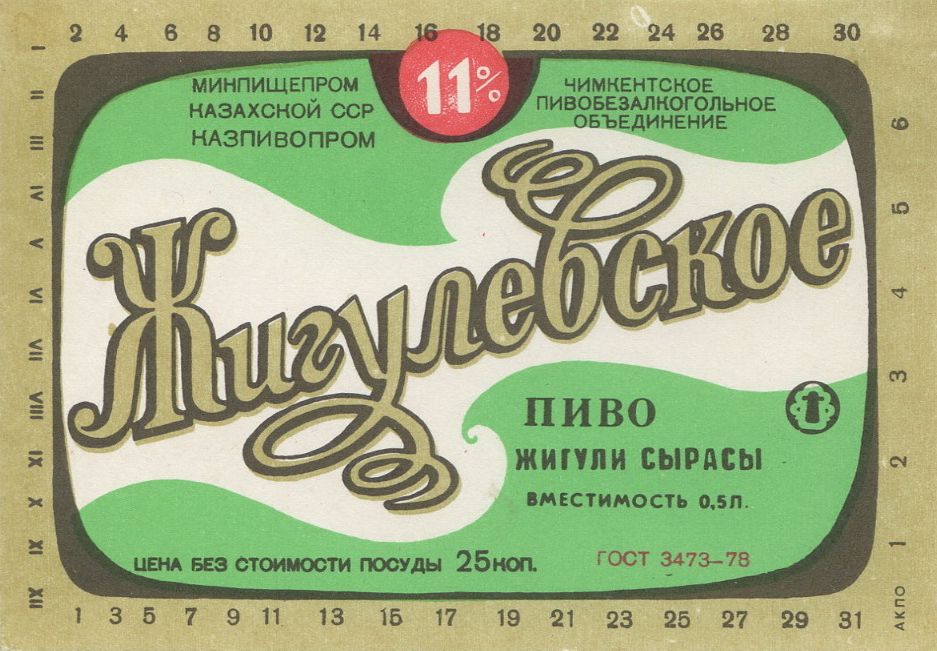 2 4 6 8 10 12 14 16 18 20 22 24 26 28 30
МИНПИЩЕПРОМ
КАЗАХСКОЙ ССР
КАЗПИВОПРОМ
11%
ЧИМКЕНТСКОЕ
ПИВОБЕЗАЛКОГОЛЬНОЕ
ОБЪЕДИНЕНИЕ
Жигулевское
ПИВО
ЖИГУЛИ СЫРАСЫ
ВМЕСТИМОСТЬ 0,5Л.
ЦЕНА БЕЗ СТОИМОСТИ ПОСУДЫ 25КОП.
ГОСТ 3473-78
I II III IV V VI VII VIII IX X XI XII
6 5 4 3 2 1
АКПО
1 3 5 7 9 11 13 15 17 19 21 23 25 27 29 31